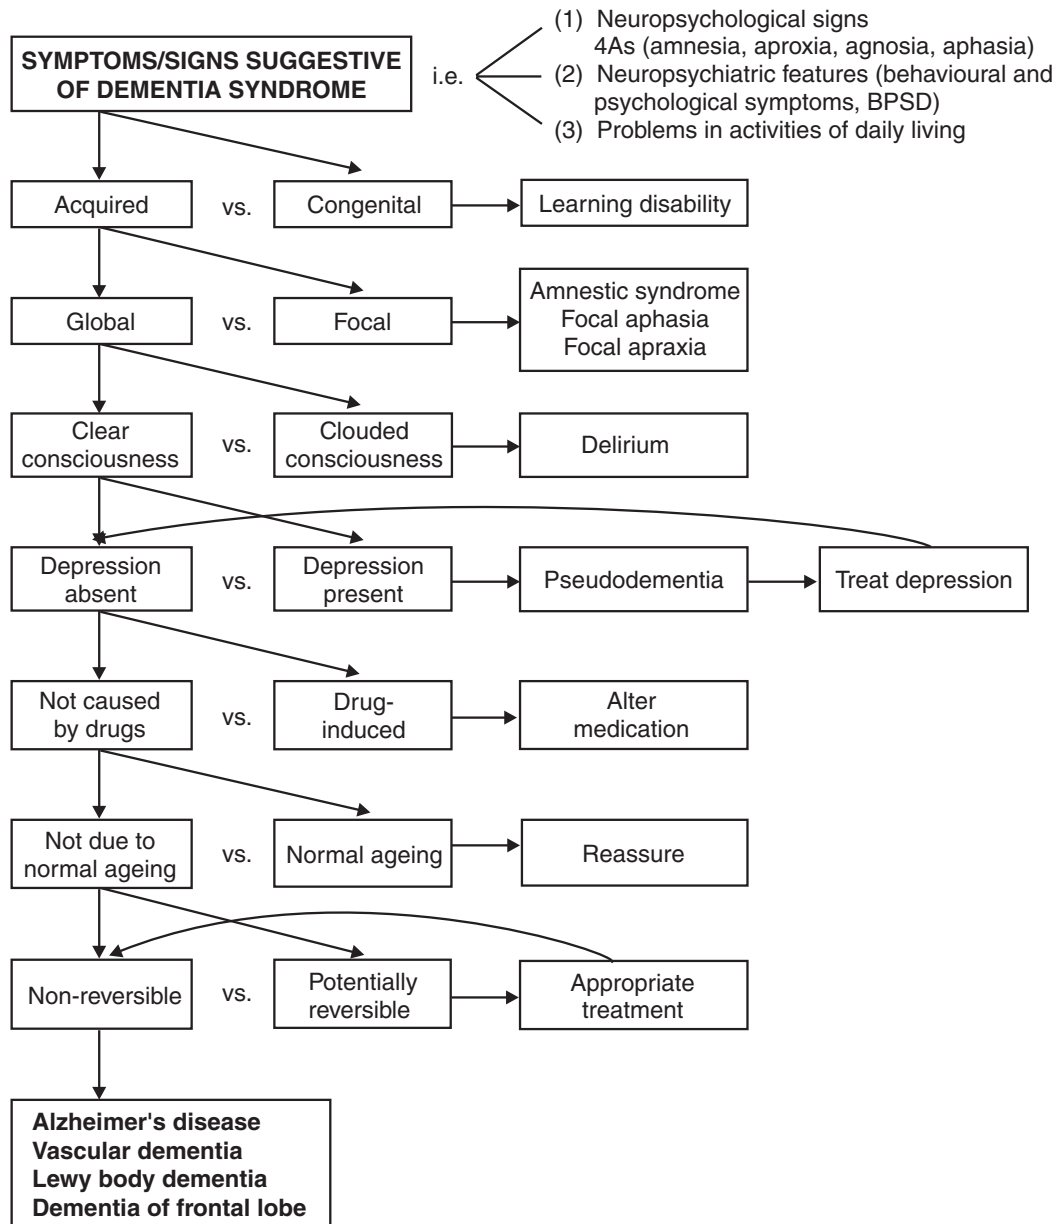 SYMPTOMS/SIGNS SUGGESTIVE
OF DEMENTIA SYNDROME
i.e.
(1) Neuropsychological signs
4As (amnesia, aproxia, agnosia, aphasia)
(2) Neuropsychiatric features (behavioural and
psychological symptoms, BPSD)
(3) Problems in activities of daily living
Acquired
vs.
Congenital
Learning disability
Global
vs.
Focal
Amnestic syndrome
Focal aphasia
Focal apraxia
Clear
consciousness
vs.
Clouded
consciousness
Delirium
Depression
absent
vs.
Depression
present
Pseudodementia
Treat depression
Not caused
by drugs
vs.
Drug-
induced
Alter
medication
Not due to
normal ageing
vs.
Normal ageing
Reassure
Non-reversible
vs.
Potentially
reversible
Appropriate
treatment
Alzheimer's disease
Vascular dementia
Lewy body dementia
Dementia of frontal lobe